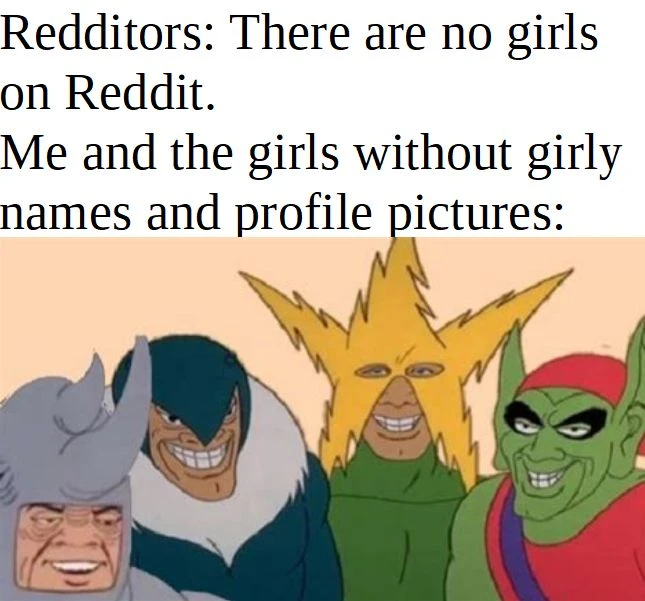 Redditors: There are no girls
on Reddit.
Me and the girls without girly
names and profile pictures: